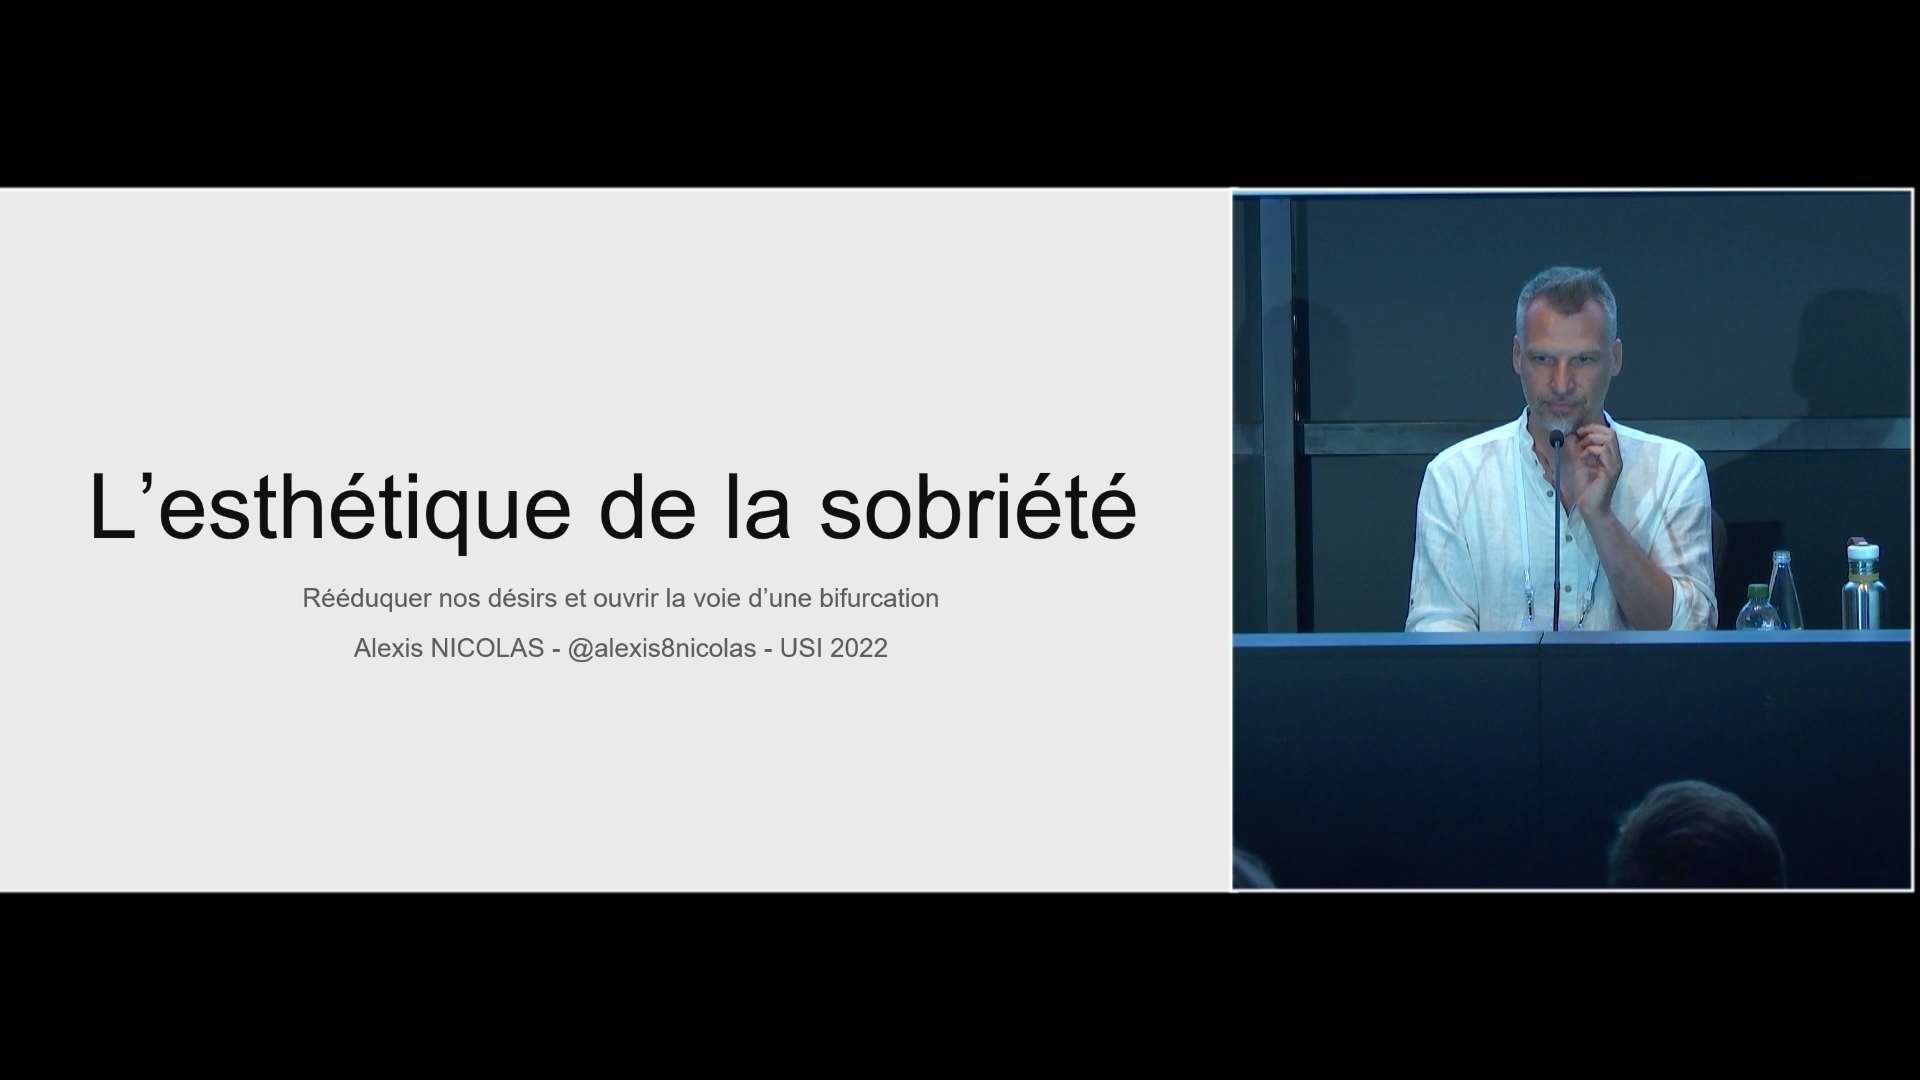 L’esthétique de la sobriété
Rééduquer nos désirs et ouvrir la voie d’une bifurcation
Alexis NICOLAS - @alexis8nicolas - USI 2022